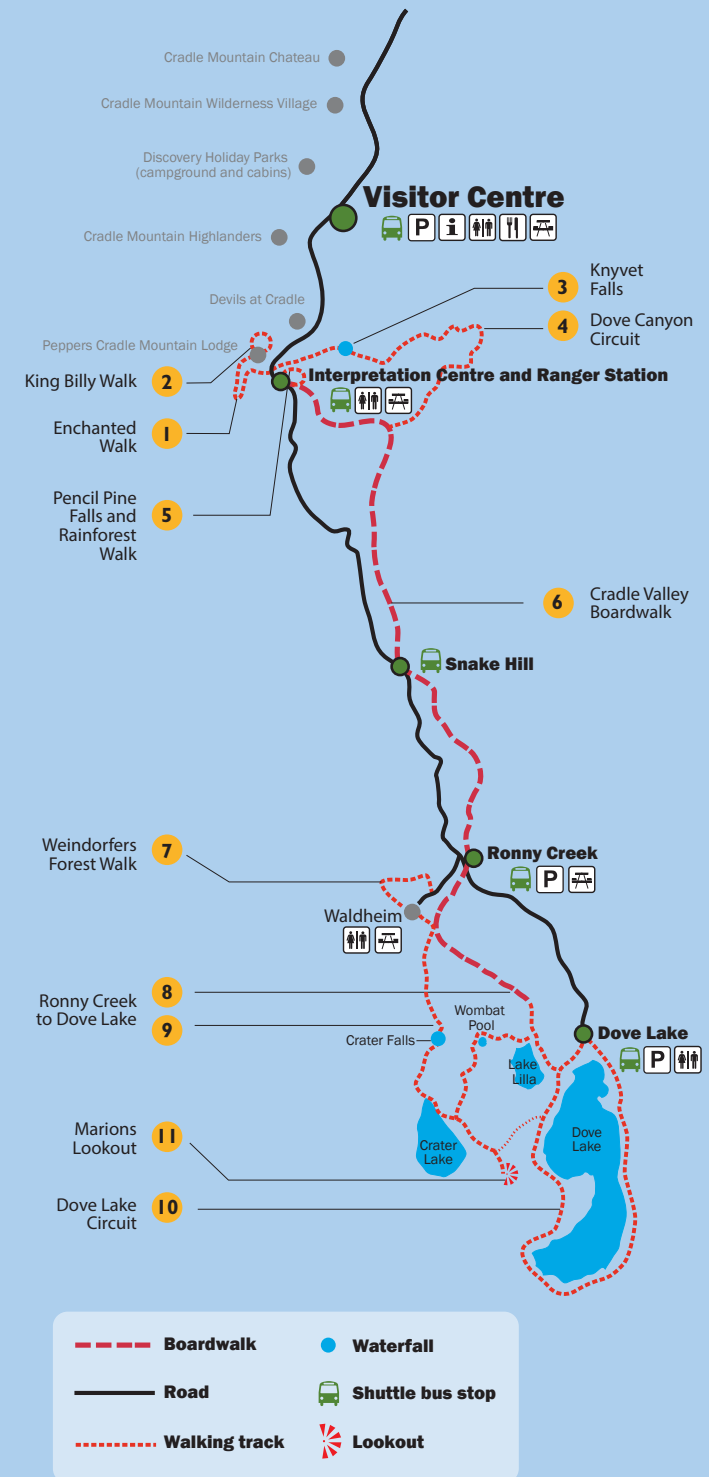 Cradle Mountain Chateau
Cradle Mountain Wilderness Village
Discovery Holiday Parks
(campground and cabins)
Visitor Centre
P i
Cradle Mountain Highlanders
3 Knyvet
Falls
Devils at Cradle
4 Dove Canyon
Circuit
Peppers Cradle Mountain Lodge
King Billy Walk 2
Interpretation Centre and Ranger Station
Enchanted
Walk 1
Pencil Pine
Falls and
Rainforest
Walk 5
6 Cradle Valley
Boardwalk
Snake Hill
Weindorfers
Forest Walk 7
Ronny Creek
P
Waldheim
Ronny Creek
to Dove Lake 8
9
Wombat
Pool
Crater Falls
Dove Lake
P
Lake
Lilla
Marions
Lookout 11
Crater
Lake
Dove
Lake
Dove Lake
Circuit 10
Boardwalk
Waterfall
Road
Shuttle bus stop
Walking track
Lookout